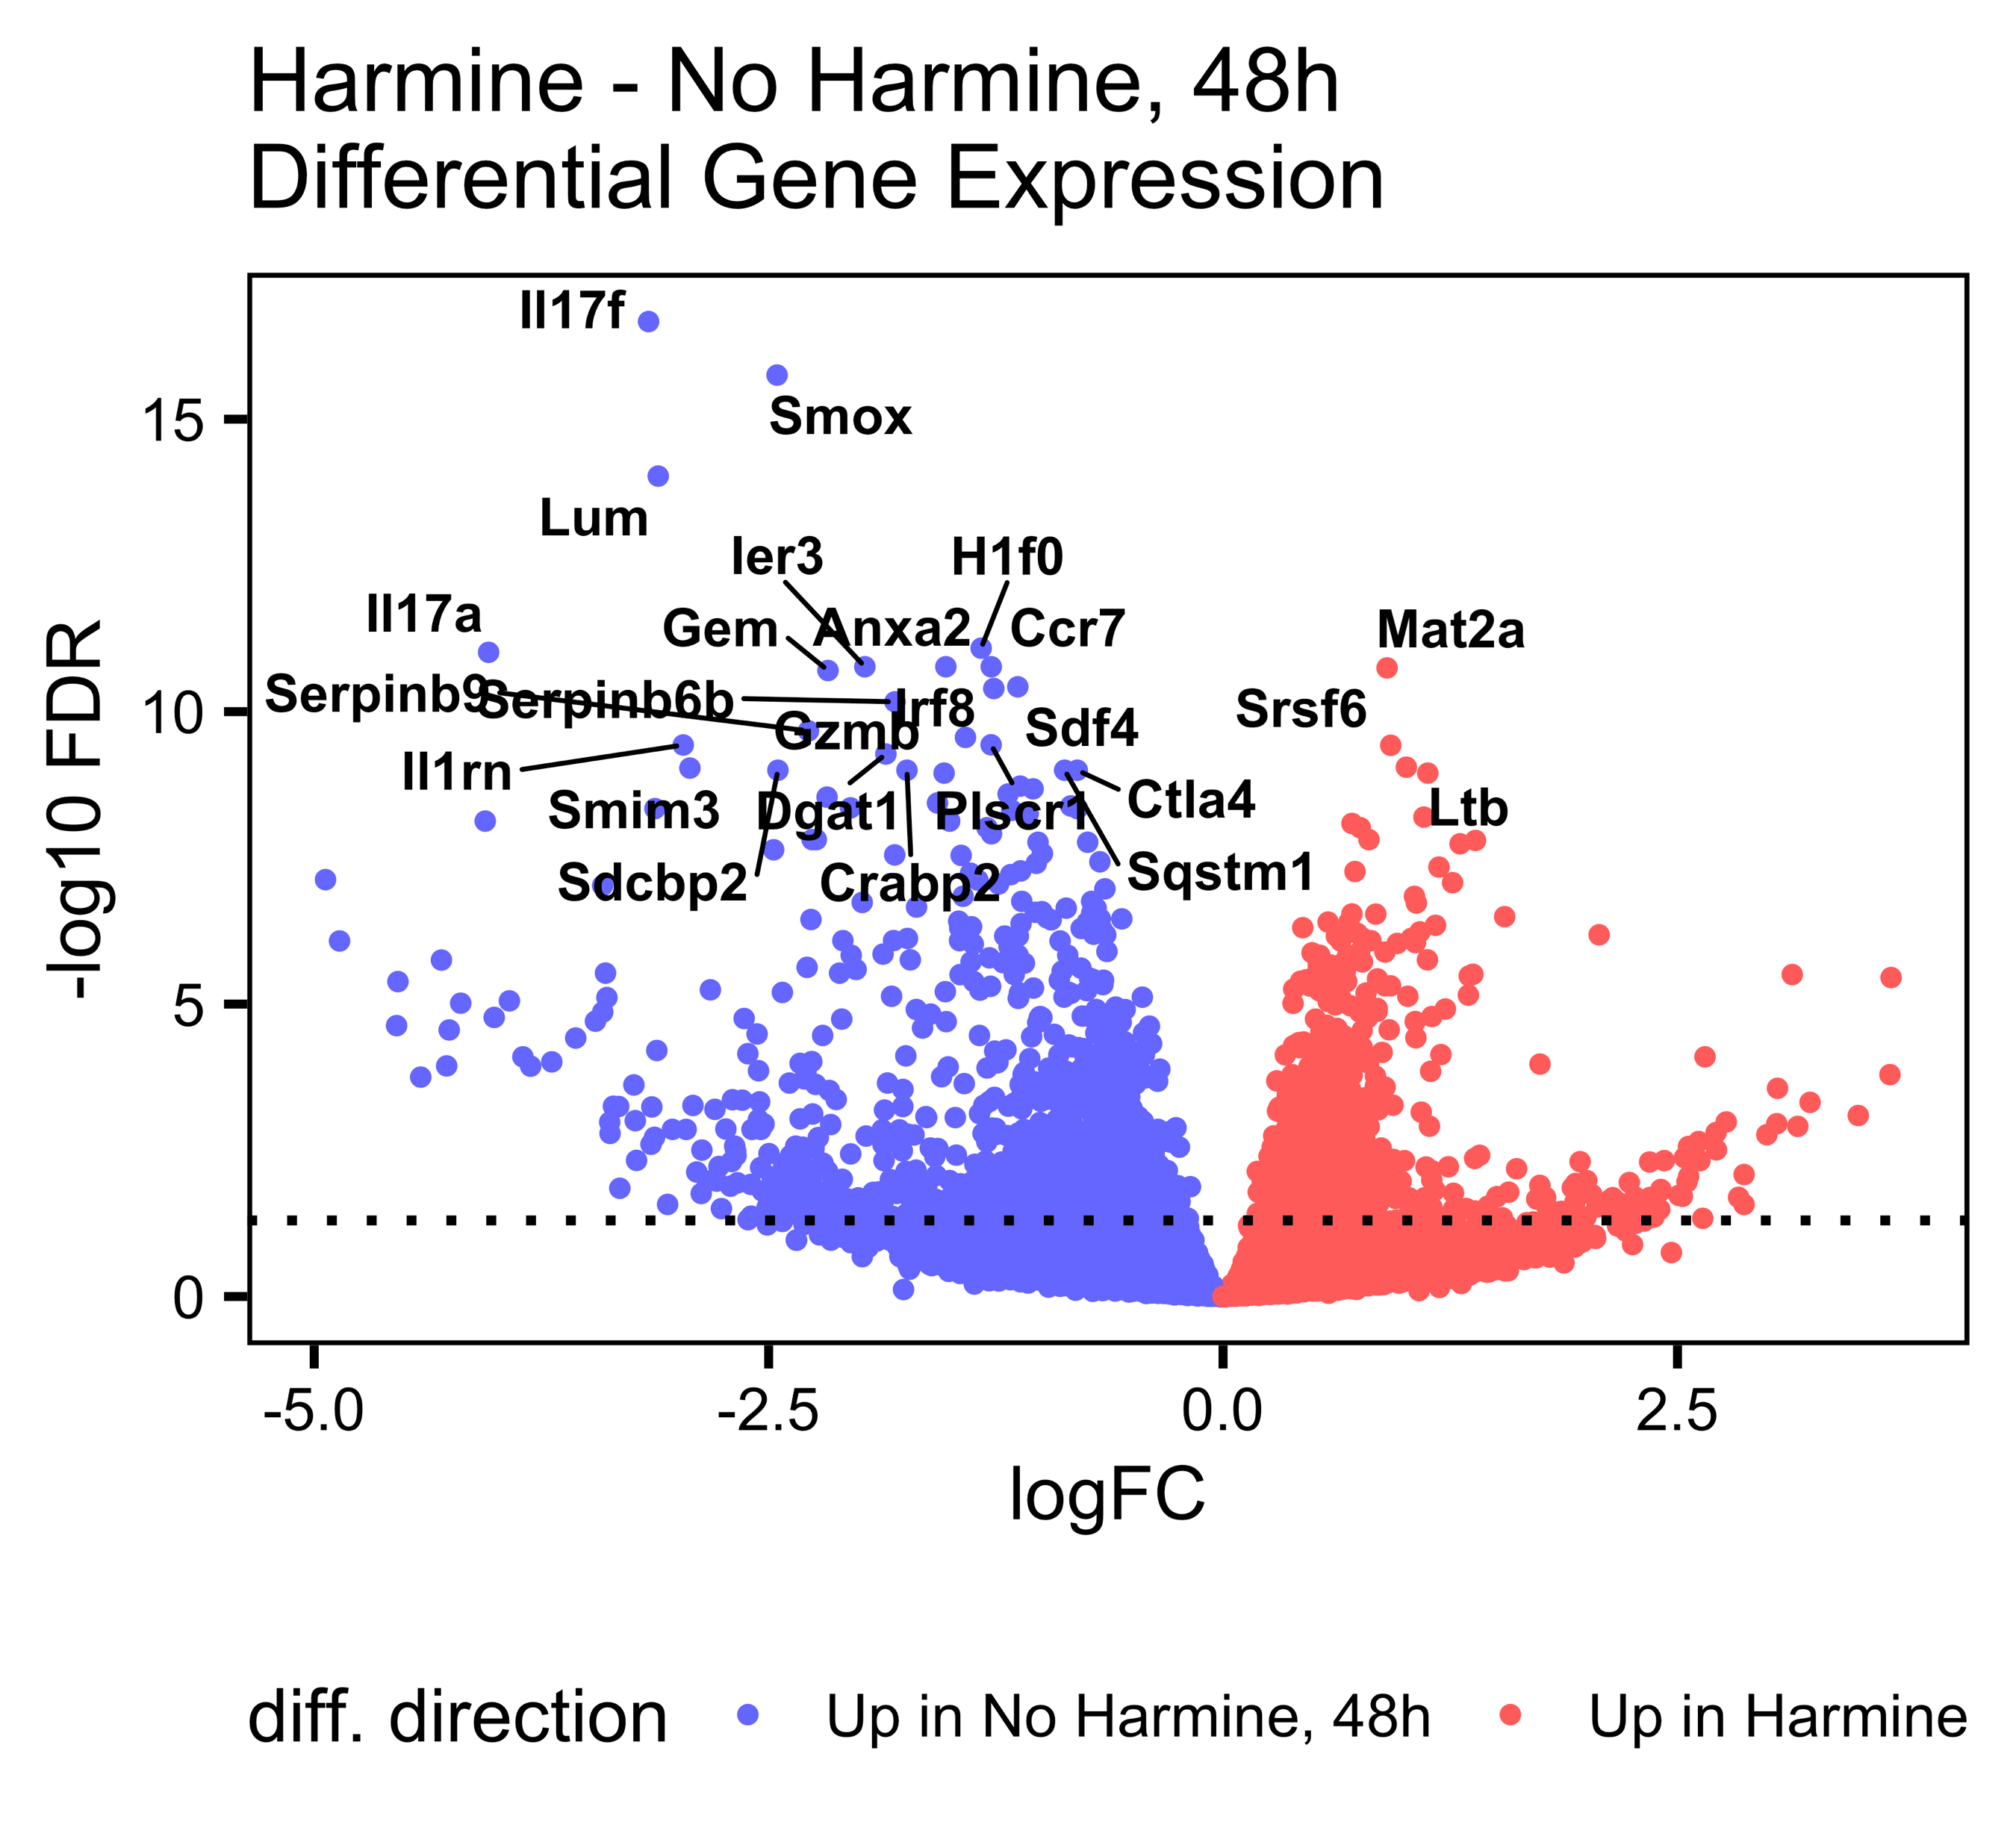 Harmine - No Harmine, 48h
Differential Gene Expression
Il17f
Smox
15
Lum
Ier3
H1f0
Il17a
Gem
Anxa2
Ccr7
Mat2a
Serpinb9
Serpinb6b
Irf8
Srsf6
10
Gzmb
Sdf4
Il1rn
Ctla4
Smim3
Dgat1
Plscr1
Ltb
Sdcbp2
Crabp2
Sqstm1
5
0
-log10 FDR
-5.0
-2.5
0.0
2.5
logFC
diff. direction
Up in No Harmine, 48h
Up in Harmine